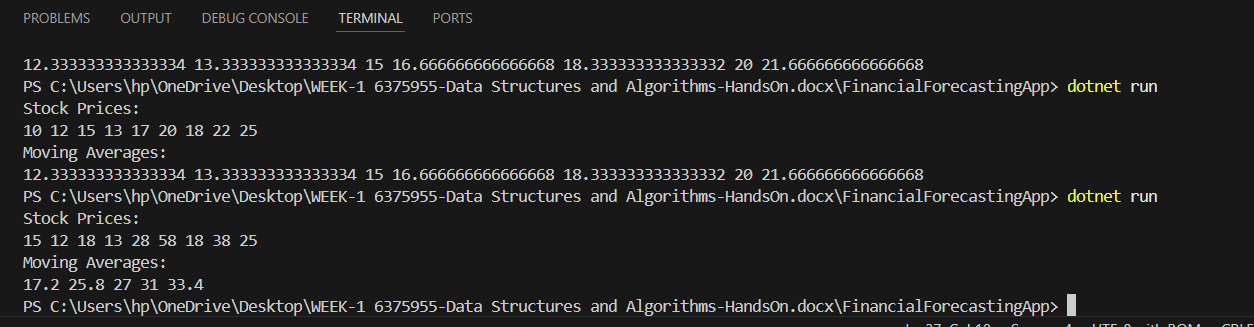 PROBLEMS OUTPUT DEBUG CONSOLE TERMINAL PORTS
12.333333333333334 13.333333333333334 15 16.666666666666668 18.333333333333332 20 21.666666666666668
PS C:\Users\hp\OneDrive\Desktop\WEEK-1 6375955-Data Structures and Algorithms-HandsOn.docx\FinancialForecastingApp> dotnet run
Stock Prices:
10 12 15 13 17 20 18 22 25
Moving Averages:
12.333333333333334 13.333333333333334 15 16.666666666666668 18.333333333333332 20 21.666666666666668
PS C:\Users\hp\OneDrive\Desktop\WEEK-1 6375955-Data Structures and Algorithms-HandsOn.docx\FinancialForecastingApp> dotnet run
Stock Prices:
15 12 18 13 28 58 18 38 25
Moving Averages:
17.2 25.8 27 31 33.4
PS C:\Users\hp\OneDrive\Desktop\WEEK-1 6375955-Data Structures and Algorithms-HandsOn.docx\FinancialForecastingApp>